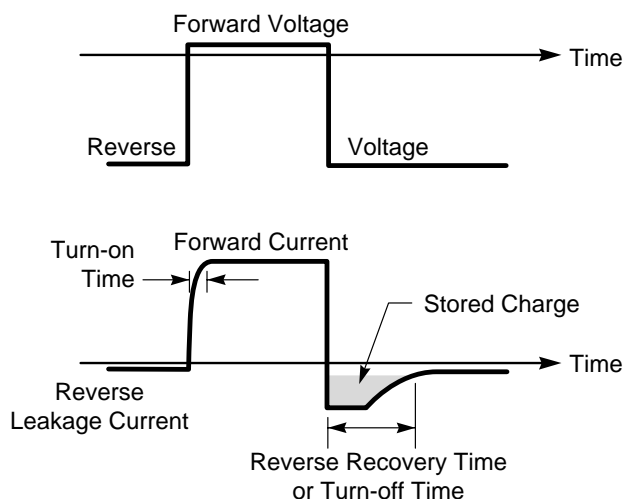 Forward Voltage
Time
Reverse
Voltage
Forward Current
Turn-on
Time
Stored Charge
Time
Reverse
Leakage Current
Reverse Recovery Time
or Turn-off Time